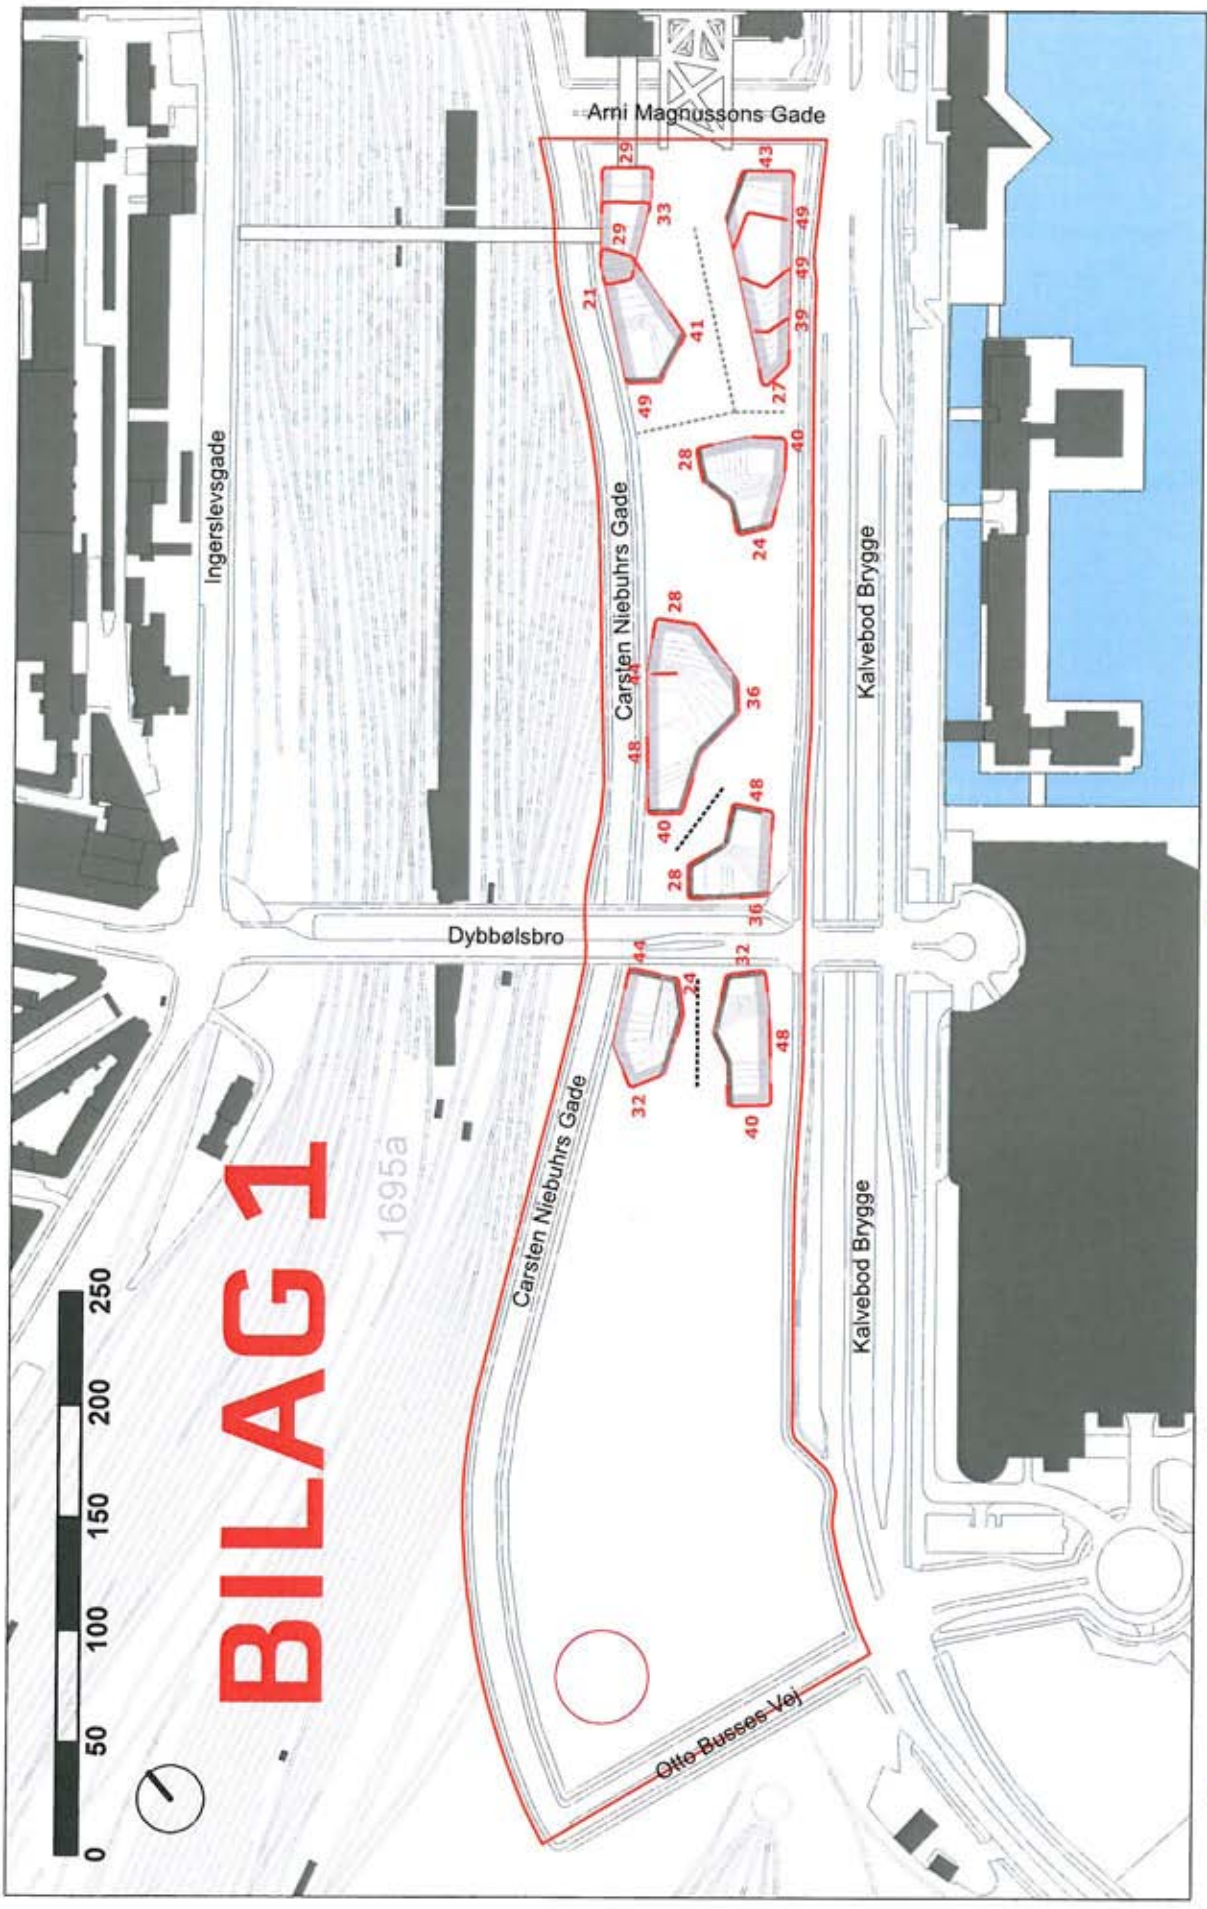 Arni Magnussons Gade
29
43
33
49
29
21
49
41
39
49
27
Ingerslevsgade
28
40
Carsten Niebuhrs Gade
24
Kalvebod Brygge
28
44
36
48
40
48
28
36
Dybbølsbro
44
24
32
48
32
40
Carsten Niebuhrs Gade
1695a
Kalvebod Brygge
BILAG 1
0 50 100 150 200 250
Otto Busses Vej